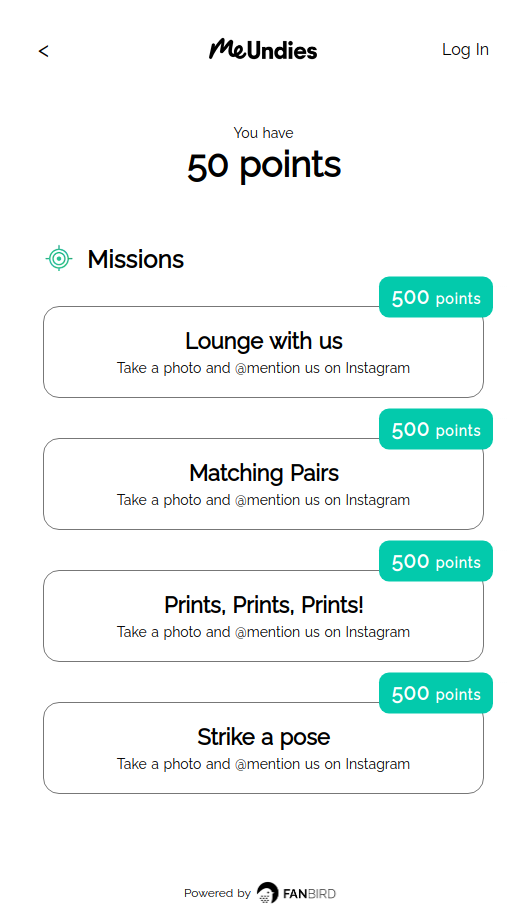 <
MeUndies
Log In
You have
50 points
Missions
500 points
Lounge with us
Take a photo and @mention us on Instagram
500 points
Matching Pairs
Take a photo and @mention us on Instagram
500 points
Prints, Prints, Prints!
Take a photo and @mention us on Instagram
500 points
Strike a pose
Take a photo and @mention us on Instagram
Powered by FANBIRD